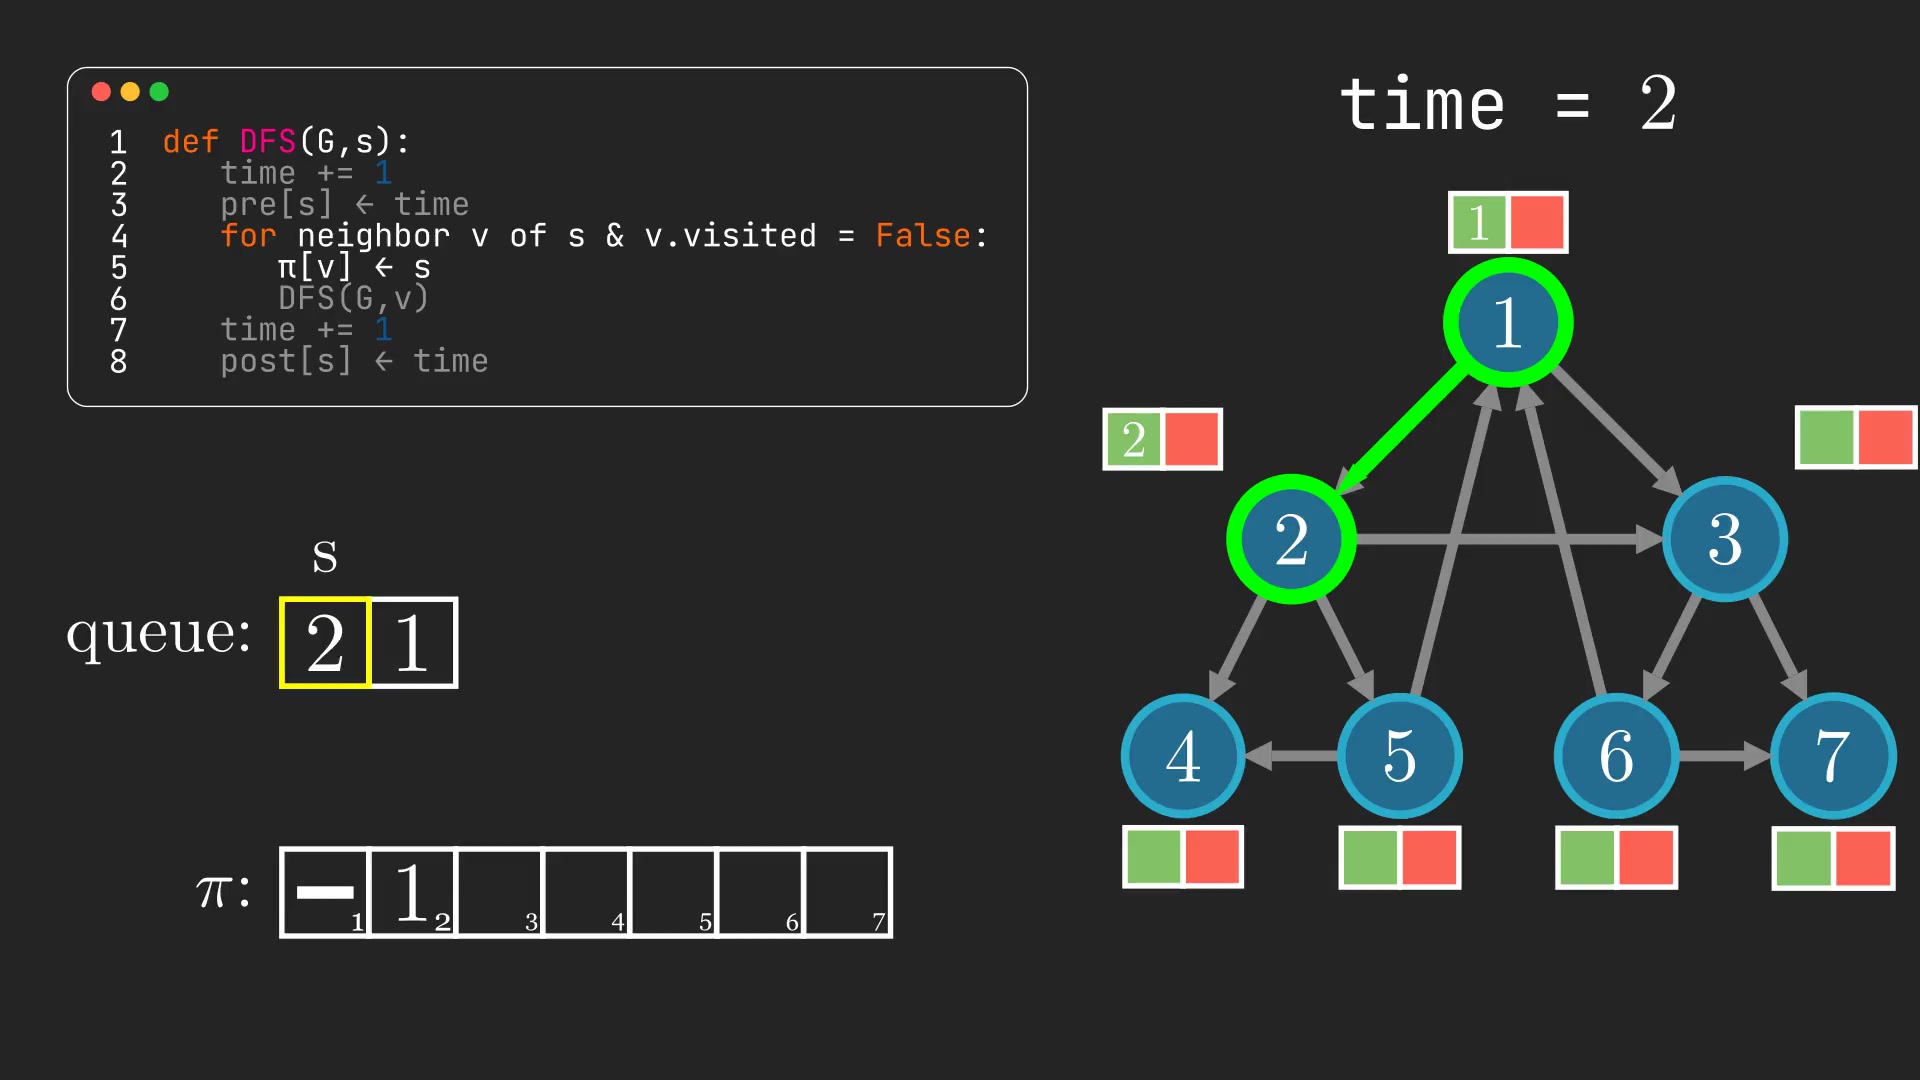 1 def DFS(G,s):
2 time += 1
3 pre[s] ← time
4 for neighbor v of s & v.visited = False:
5 π[v] ← s
6 DFS(G,v)
7 time += 1
8 post[s] ← time
time = 2
1
1
2
2
3
4
5
6
7
s
queue: 2 1
π: – 1
1 2 3 4 5 6 7